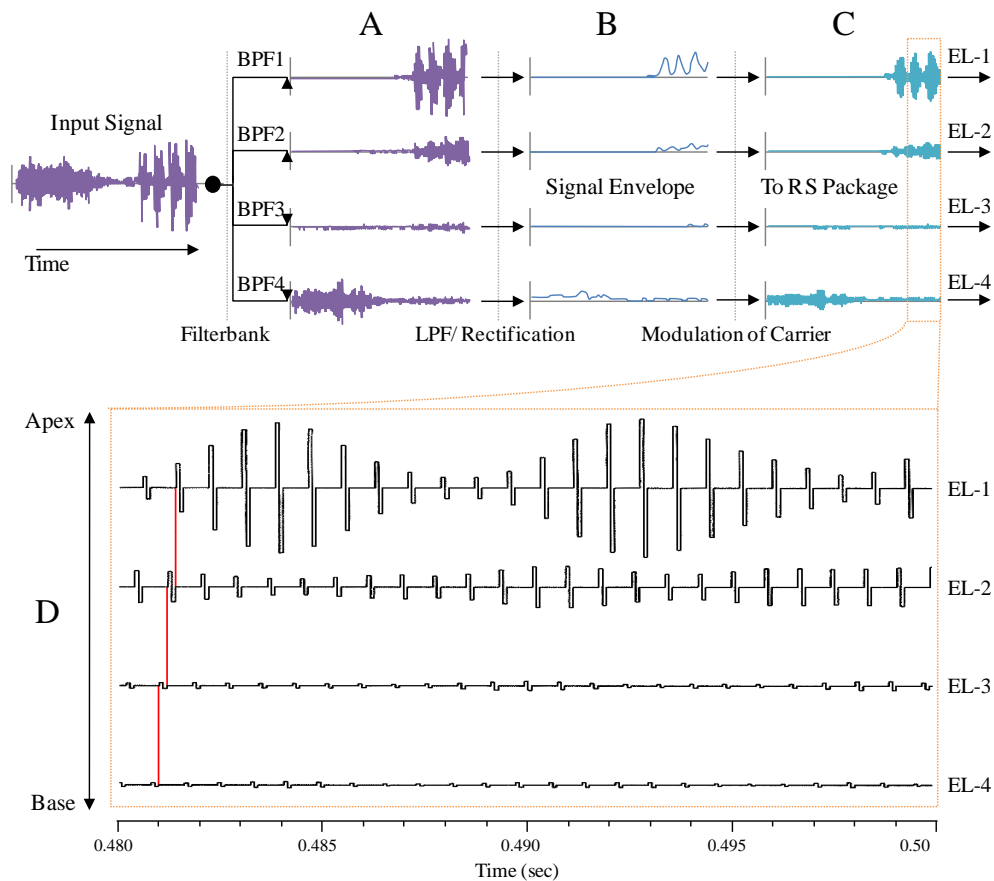 A
B
C
BPF1
EL-1
Input Signal
BPF2
EL-2
Signal Envelope
To RS Package
BPF3
EL-3
Time
BPF4
EL-4
Filterbank
LPF/ Rectification
Modulation of Carrier
Apex
EL-1
EL-2
D
EL-3
EL-4
Base
0.480
0.485
0.490
0.495
0.50
Time (sec)